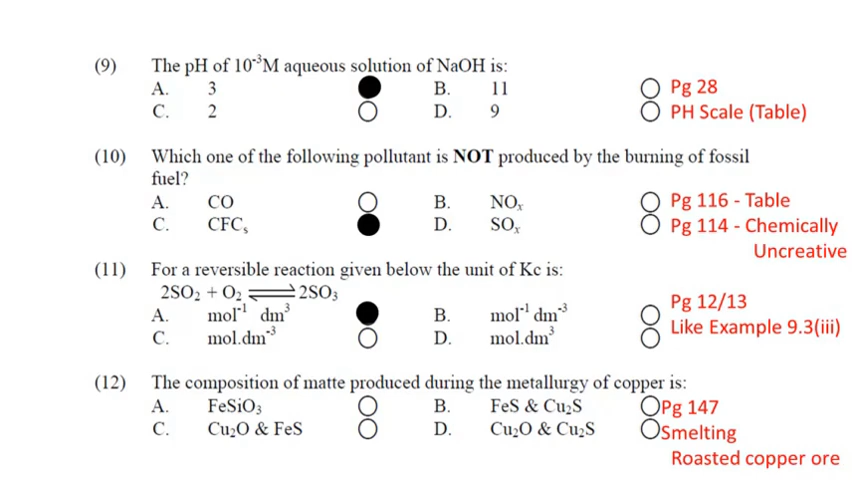 (9) The pH of 10⁻³M aqueous solution of NaOH is:
A. 3 B. 11 Pg 28
C. 2 D. 9 PH Scale (Table)
(10) Which one of the following pollutant is NOT produced by the burning of fossil
fuel?
A. CO B. NOₓ Pg 116 - Table
C. CFCₛ D. SOₓ Pg 114 - Chemically
Uncreative
(11) For a reversible reaction given below the unit of Kc is:
2SO₂ + O₂ ⇌ 2SO₃
Pg 12/13
A. mol⁻¹ dm³ B. mol⁻¹ dm⁻³
Like Example 9.3(iii)
C. mol.dm⁻³ D. mol.dm³
(12) The composition of matte produced during the metallurgy of copper is:
A. FeSiO₃ B. FeS & Cu₂S Pg 147
C. Cu₂O & FeS D. Cu₂O & Cu₂S Smelting
Roasted copper ore